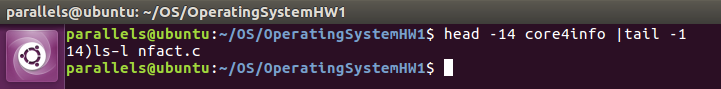 parallels@ubuntu: ~/OS/OperatingSystemHW1
parallels@ubuntu:~/OS/OperatingSystemHW1$ head -14 core4info |tail -1
14)ls-l nfact.c
parallels@ubuntu:~/OS/OperatingSystemHW1$